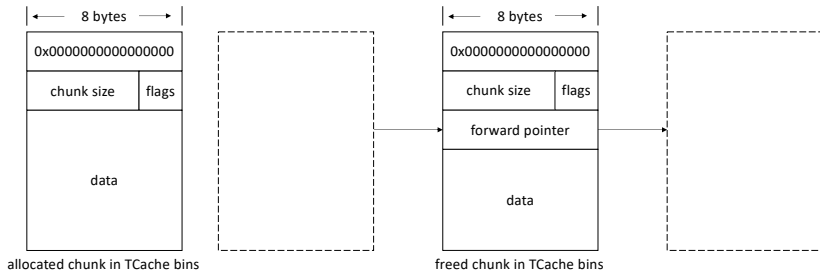 8 bytes
0x0000000000000000
chunk size
flags
data
allocated chunk in TCache bins
8 bytes
0x0000000000000000
chunk size
flags
forward pointer
data
freed chunk in TCache bins